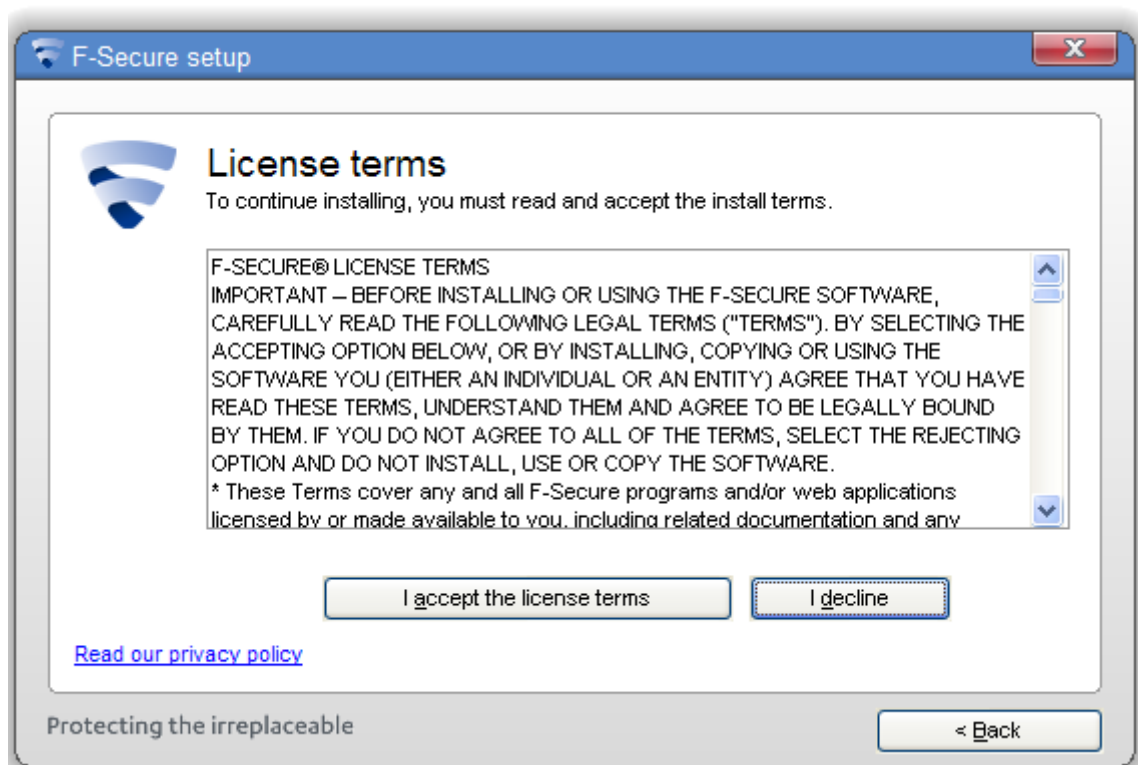 F-Secure setup
License terms
To continue installing, you must read and accept the install terms.
F-SECURE® LICENSE TERMS
IMPORTANT – BEFORE INSTALLING OR USING THE F-SECURE SOFTWARE,
CAREFULLY READ THE FOLLOWING LEGAL TERMS ("TERMS"). BY SELECTING THE
ACCEPTING OPTION BELOW, OR BY INSTALLING, COPYING OR USING THE
SOFTWARE YOU (EITHER AN INDIVIDUAL OR AN ENTITY) AGREE THAT YOU HAVE
READ THESE TERMS, UNDERSTAND THEM AND AGREE TO BE LEGALLY BOUND
BY THEM. IF YOU DO NOT AGREE TO ALL OF THE TERMS, SELECT THE REJECTING
OPTION AND DO NOT INSTALL, USE OR COPY THE SOFTWARE.
* These Terms cover any and all F-Secure programs and/or web applications
licensed by or made available to you, including related documentation and any
I accept the license terms
I decline
Read our privacy policy
Protecting the irreplaceable
< Back